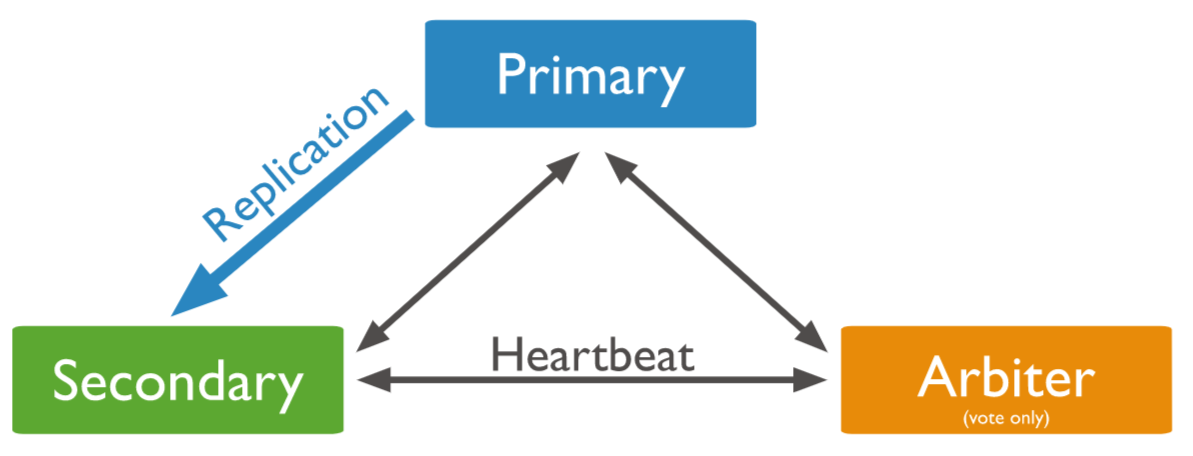 Primary
Replication
Secondary
Heartbeat
Arbiter
(vote only)